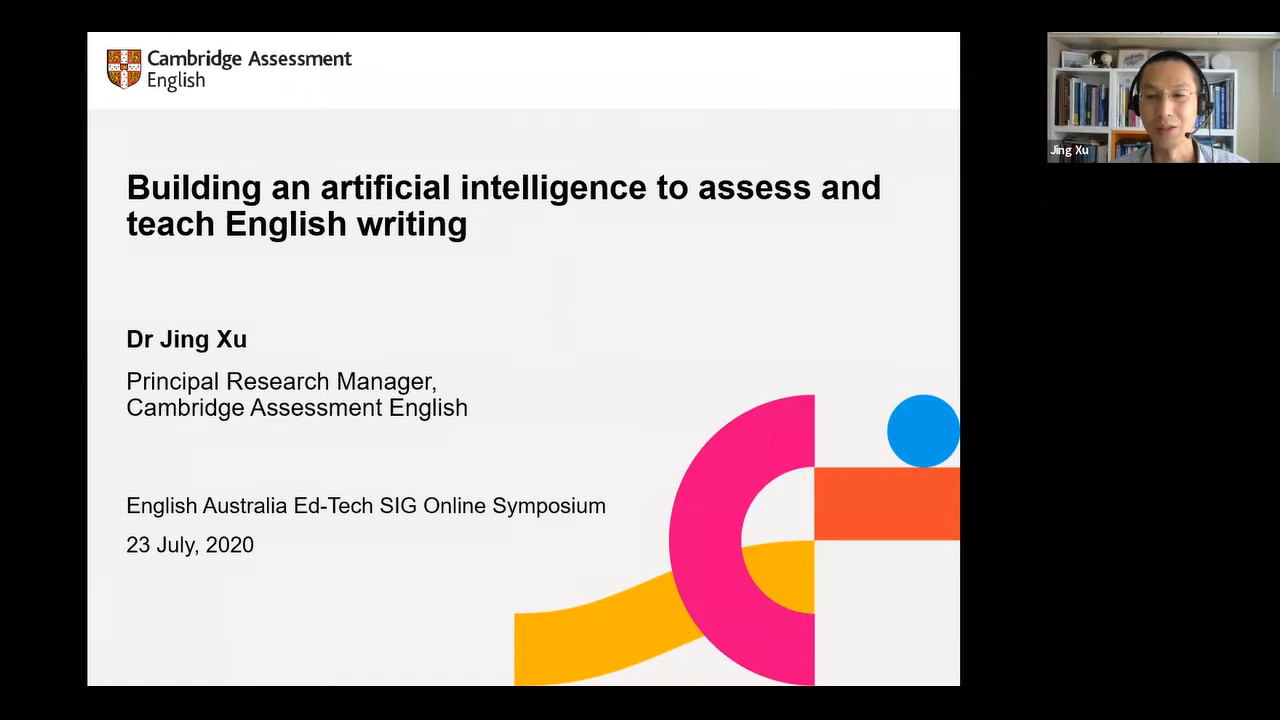 Cambridge Assessment
English
Building an artificial intelligence to assess and
teach English writing
Dr Jing Xu
Principal Research Manager,
Cambridge Assessment English
English Australia Ed-Tech SIG Online Symposium
23 July, 2020
Jing Xu